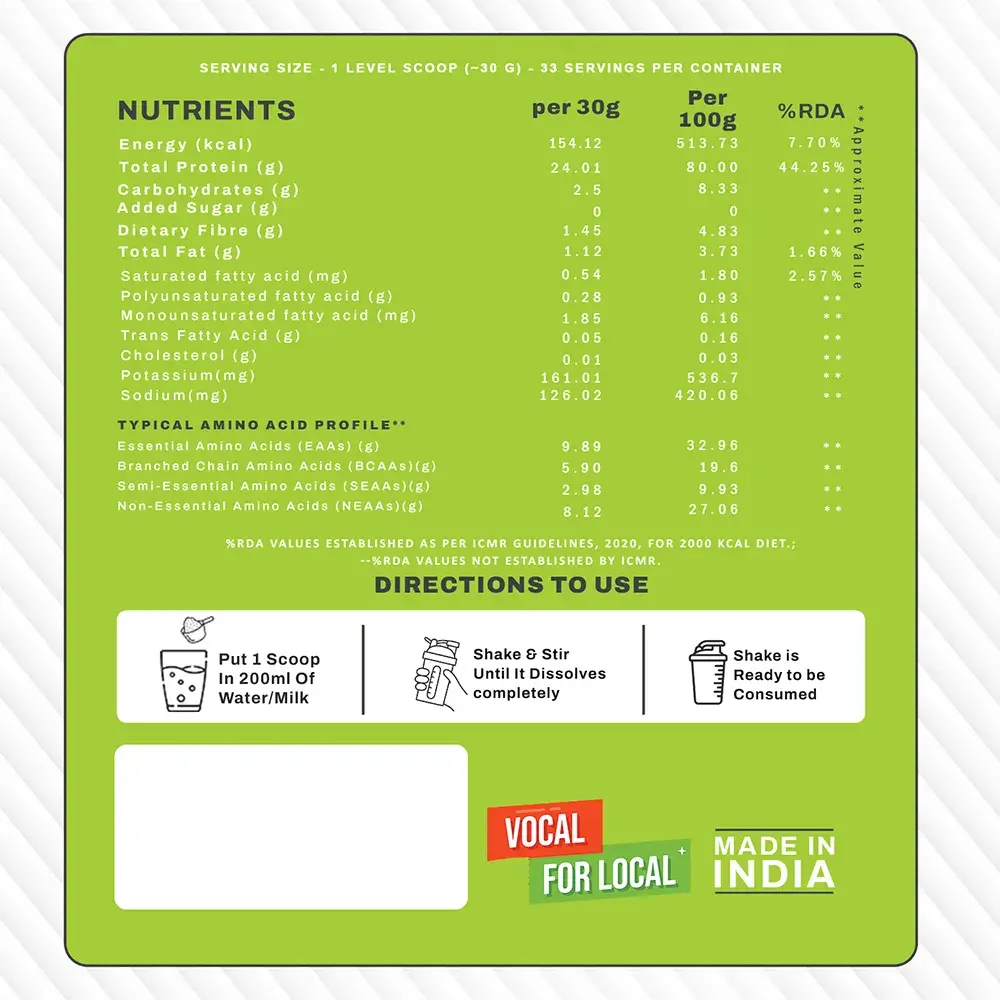 SERVING SIZE - 1 LEVEL SCOOP (~30 G) - 33 SERVINGS PER CONTAINER
NUTRIENTS per 30g Per 100g %RDA
Energy (kcal) 154.12 513.73 7.70%
Total Protein (g) 24.01 80.00 44.25%
Carbohydrates (g) 2.5 8.33 **
Added Sugar (g) 0 0 **
Dietary Fibre (g) 1.45 4.83 **
Total Fat (g) 1.12 3.73 1.66%
Saturated fatty acid (mg) 0.54 1.80 2.57%
Polyunsaturated fatty acid (g) 0.28 0.93 **
Monounsaturated fatty acid (mg) 1.85 6.16 **
Trans Fatty Acid (g) 0.05 0.16 **
Cholesterol (g) 0.01 0.03 **
Potassium(mg) 161.01 536.7 **
Sodium(mg) 126.02 420.06 **
**Approximate Value
TYPICAL AMINO ACID PROFILE**
Essential Amino Acids (EAAs) (g) 9.89 32.96 **
Branched Chain Amino Acids (BCAAs)(g) 5.90 19.6 **
Semi-Essential Amino Acids (SEAAs)(g) 2.98 9.93 **
Non-Essential Amino Acids (NEAAs)(g) 8.12 27.06 **
%RDA VALUES ESTABLISHED AS PER ICMR GUIDELINES, 2020, FOR 2000 KCAL DIET.;
--%RDA VALUES NOT ESTABLISHED BY ICMR.
DIRECTIONS TO USE
Put 1 Scoop
In 200ml Of
Water/Milk
Shake & Stir
Until It Dissolves
completely
Shake is
Ready to be
Consumed
VOCAL
FOR LOCAL
MADE IN
INDIA